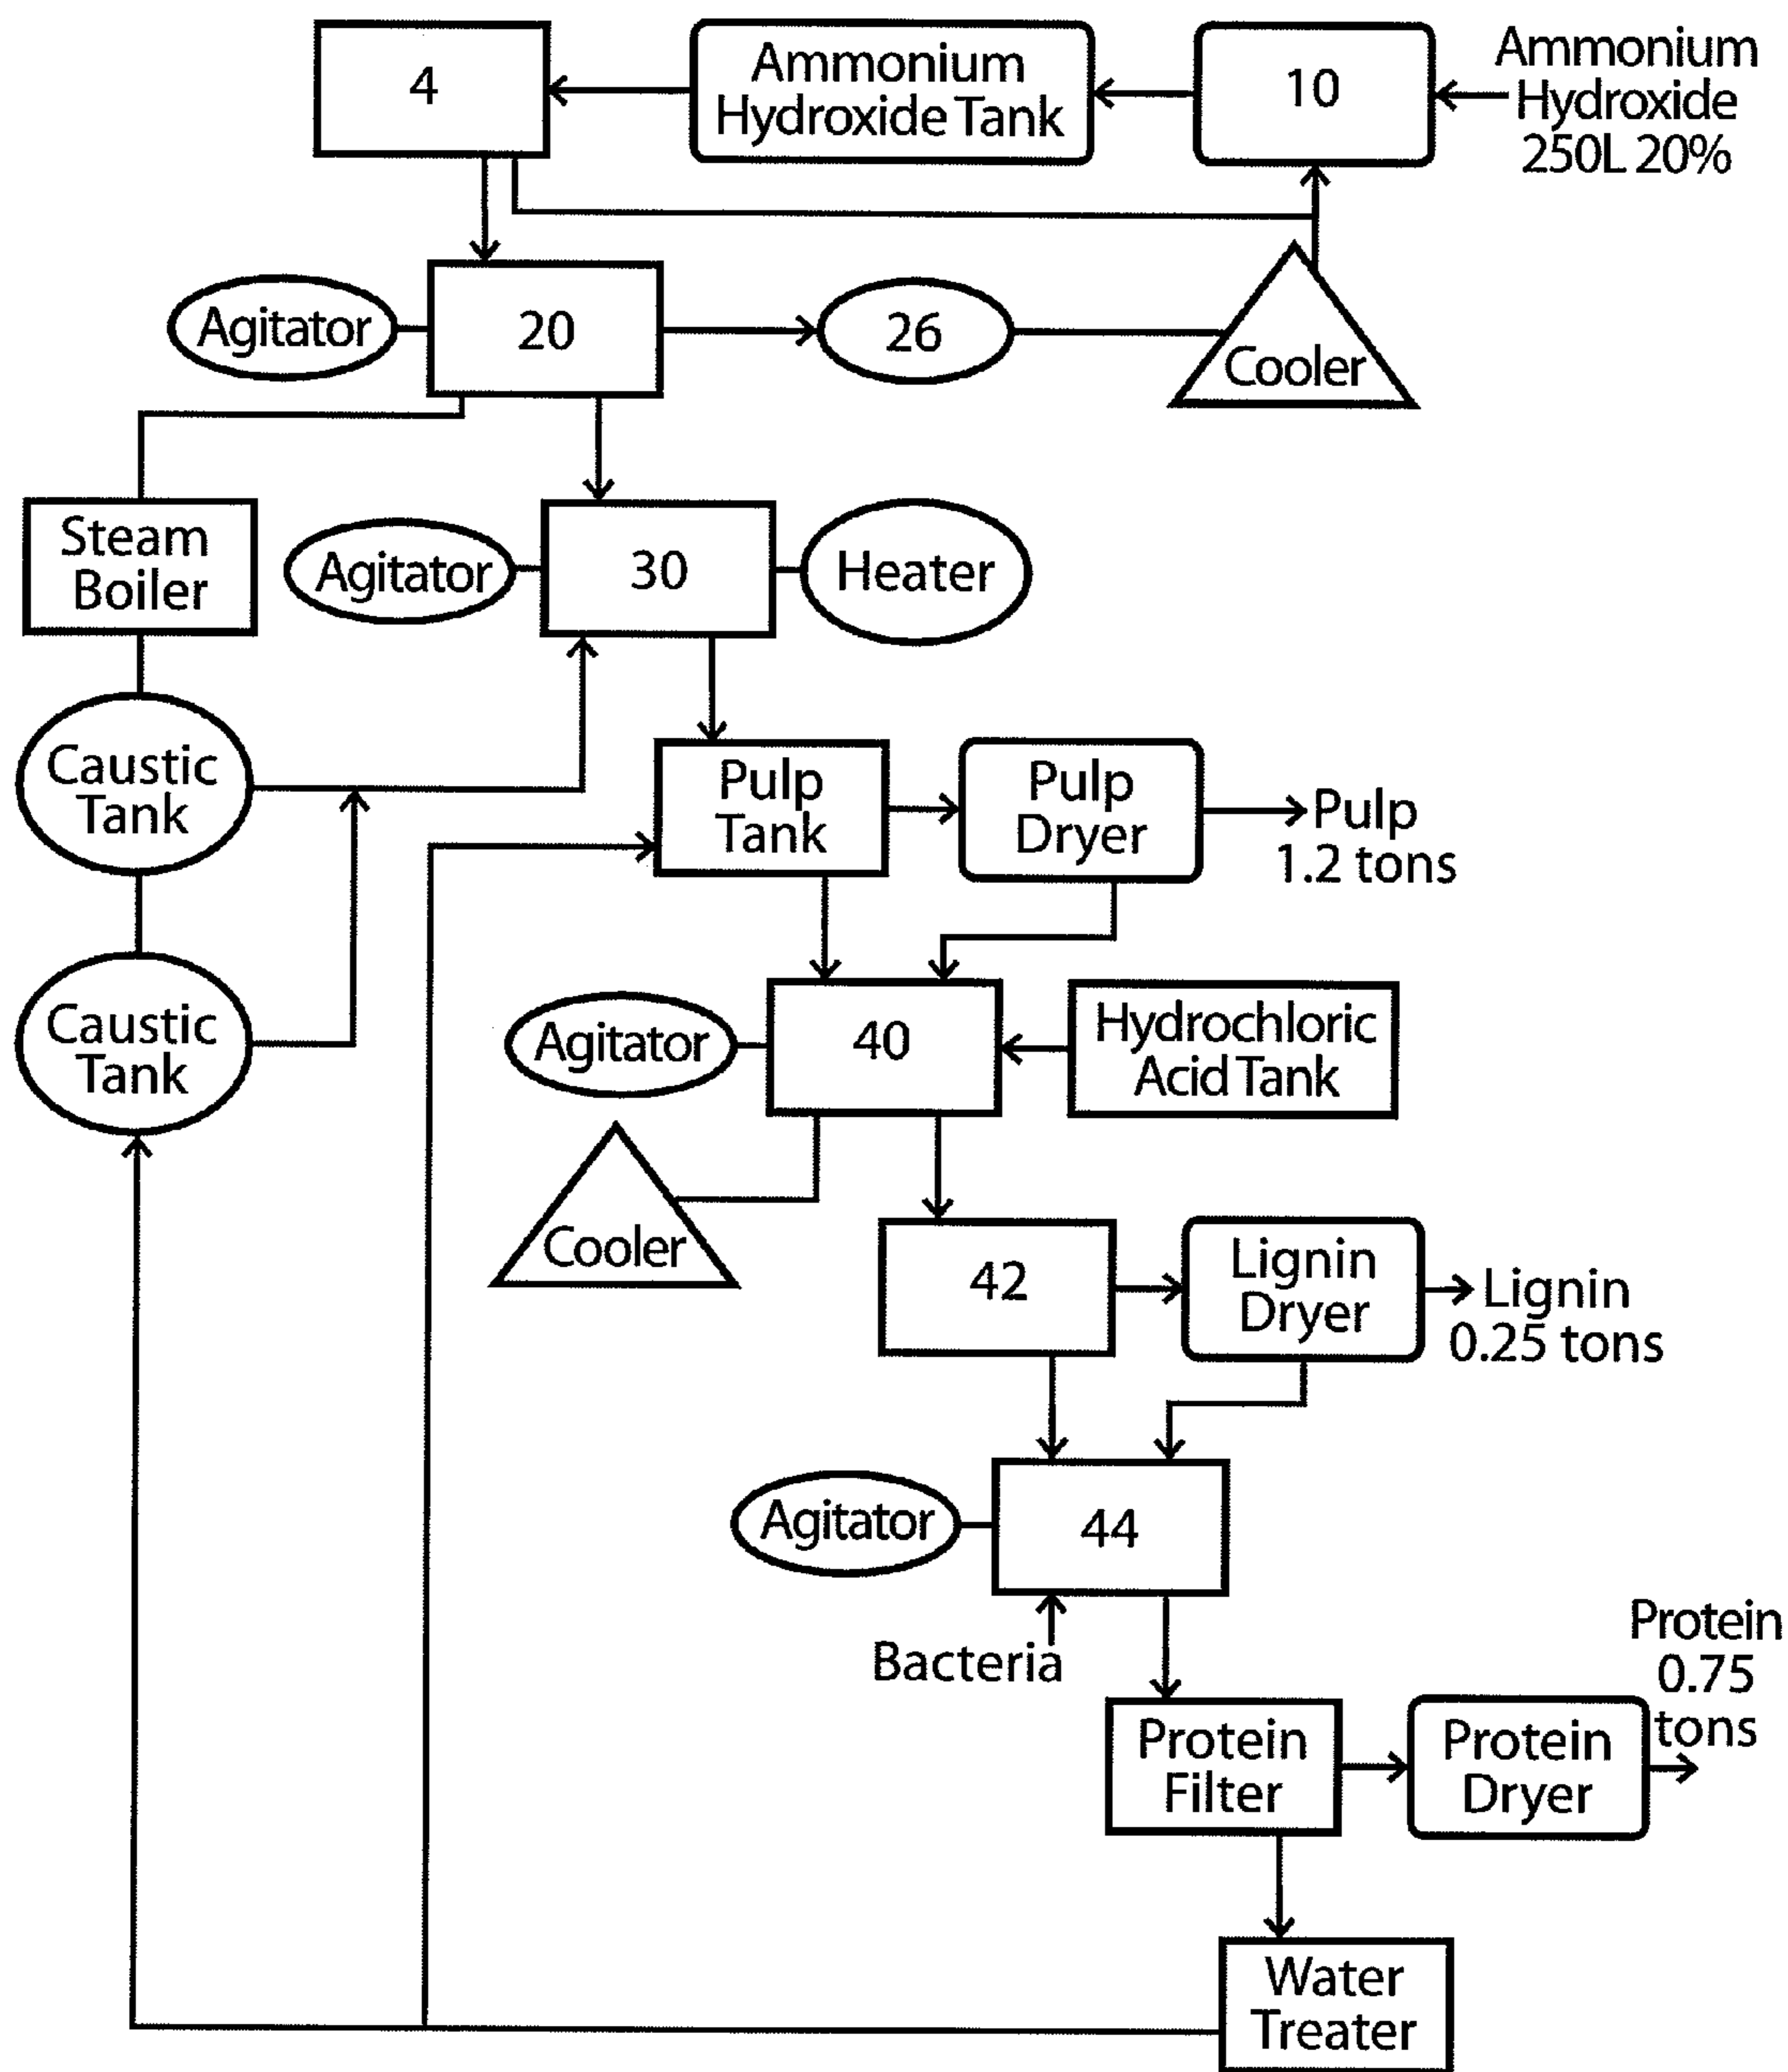 4
Ammonium
Hydroxide Tank
10
Ammonium
Hydroxide
250L 20%
Agitator
20
26
Cooler
Steam
Boiler
Agitator
30
Heater
Caustic
Tank
Pulp
Tank
Pulp
Dryer
Pulp
1.2 tons
Caustic
Tank
Agitator
40
Hydrochloric
Acid Tank
Cooler
42
Lignin
Dryer
Lignin
0.25 tons
Agitator
44
Bacteria
Protein
0.75
tons
Protein
Filter
Protein
Dryer
Water
Treater